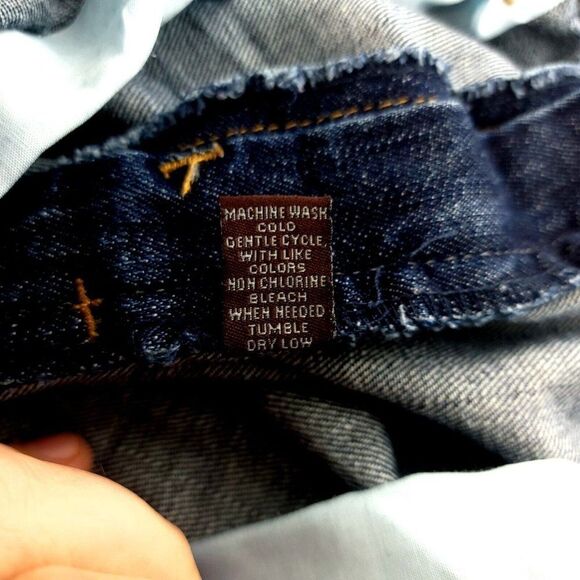 MACHINE WASH
COLD
GENTLE CYCLE,
WITH LIKE
COLORS
NON CHLORINE
BLEACH
WHEN NEEDED
TUMBLE
DRY LOW